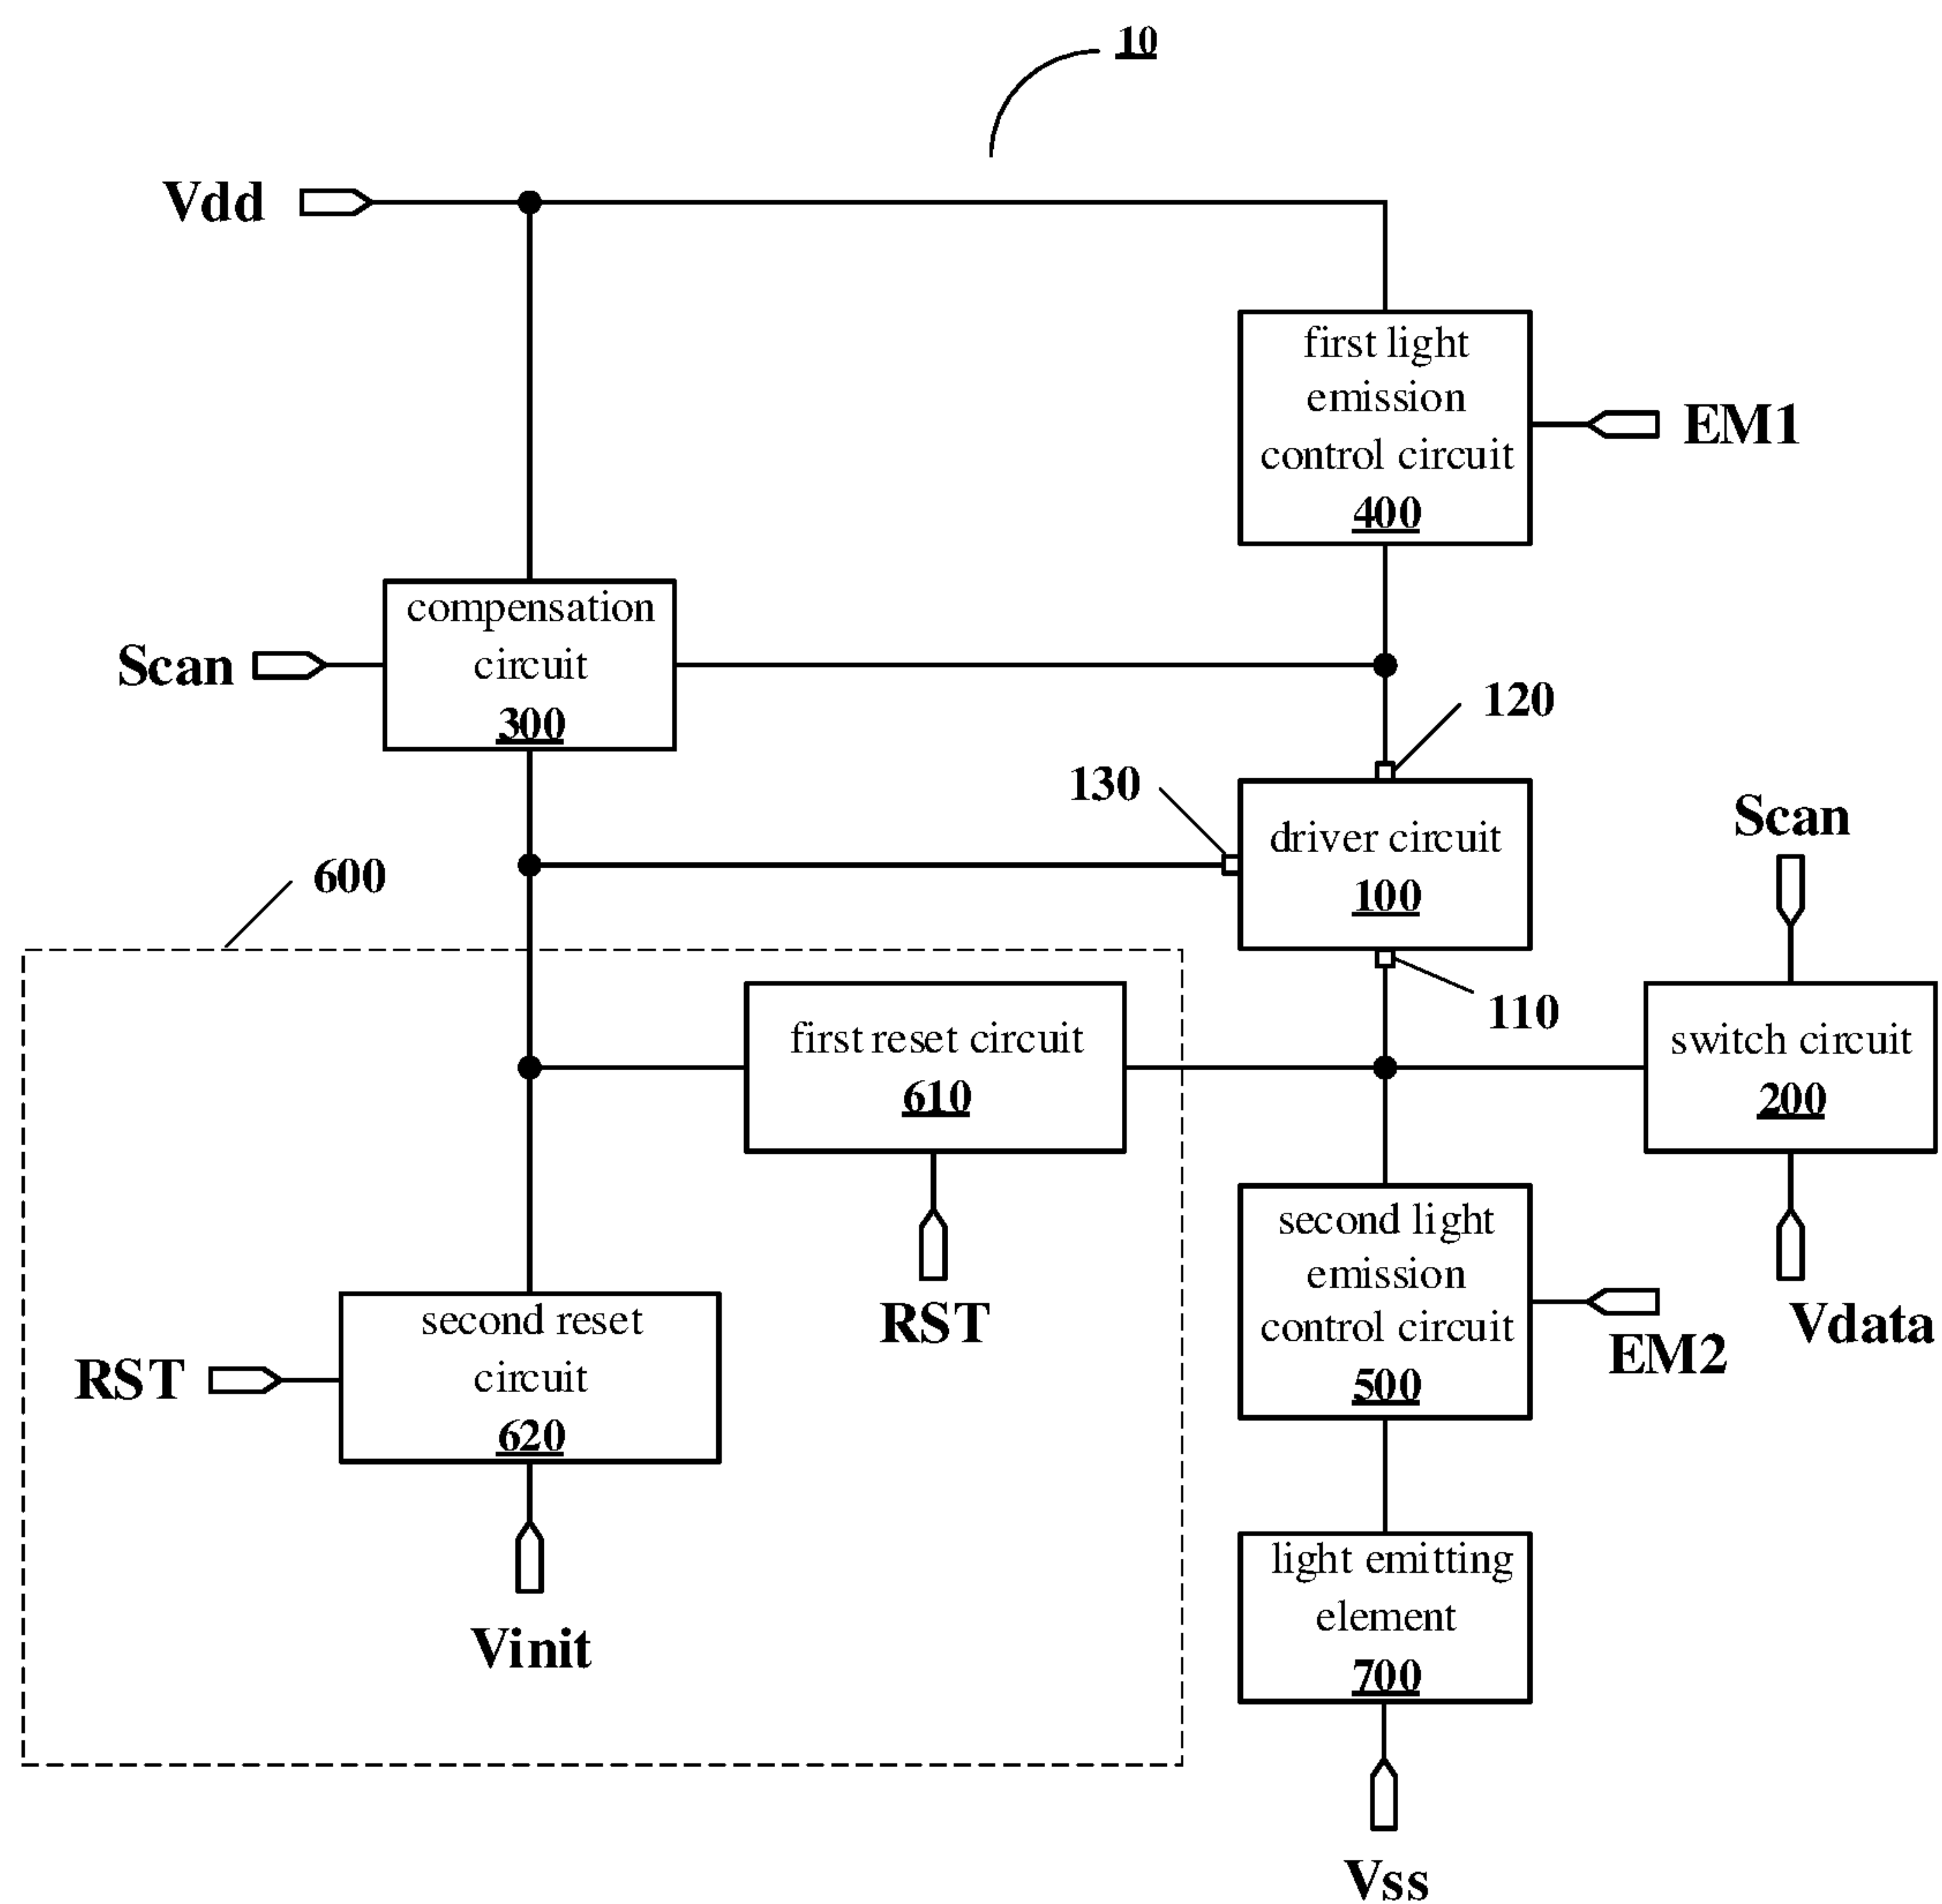 10
Vdd
first light
emission
control circuit
400
EM1
compensation
circuit
300
Scan
120
130
driver circuit
100
Scan
600
110
first reset circuit
610
switch circuit
200
second light
emission
control circuit
500
RST
EM2
Vdata
second reset
circuit
620
RST
light emitting
element
700
Vinit
Vss